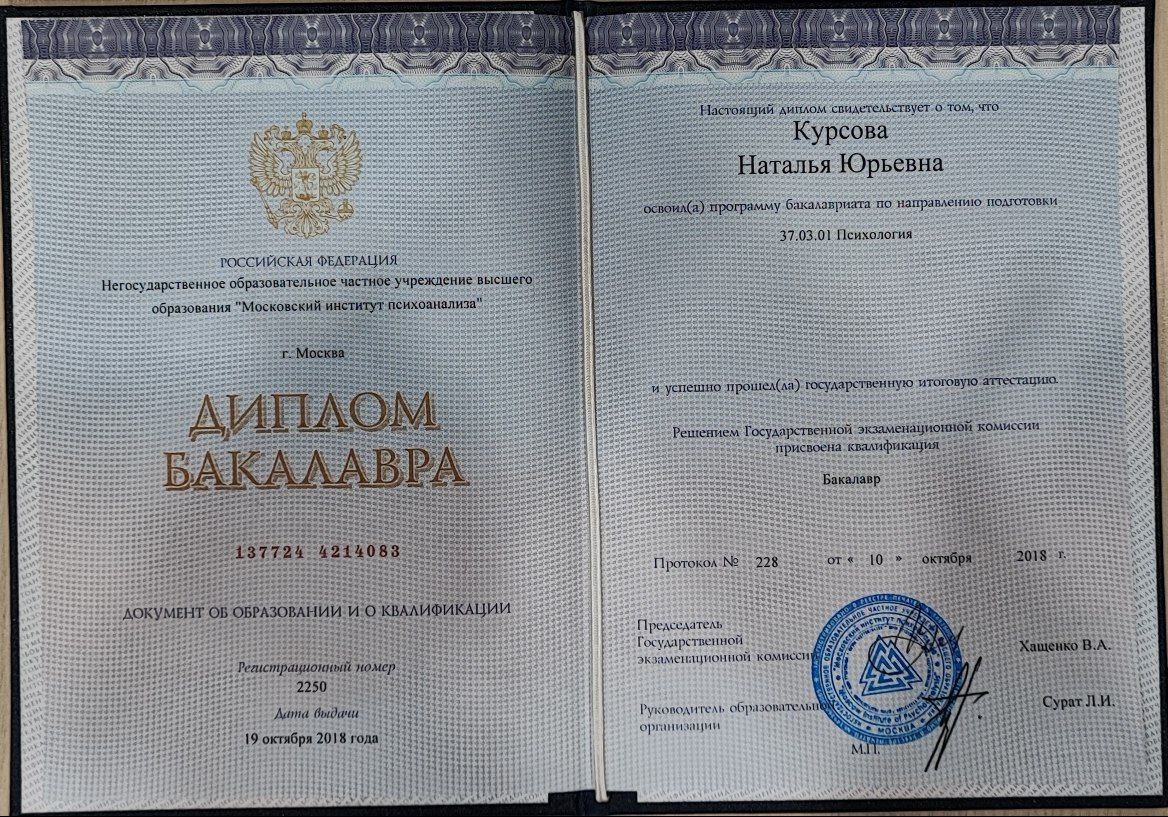 РОССИЙСКАЯ ФЕДЕРАЦИЯ
Негосударственное образовательное частное учреждение высшего
образования "Московский институт психоанализа"
г. Москва
ДИПЛОМ
БАКАЛАВРА
137724 4214083
ДОКУМЕНТ ОБ ОБРАЗОВАНИИ И О КВАЛИФИКАЦИИ
Регистрационный номер
2250
Дата выдачи
19 октября 2018 года
Настоящий диплом свидетельствует о том, что
Курсова
Наталья Юрьевна
освоил(а) программу бакалавриата по направлению подготовки
37.03.01 Психология
и успешно прошел(ла) государственную итоговую аттестацию
Решением Государственной экзаменационной комиссии
присвоена квалификация
Бакалавр
Протокол № 228 от « 10 » октября 2018 г.
Председатель
Государственной
экзаменационной комиссии
Хащенко В.А.
Руководитель образовательной
организации
Сурат Л.И.
М.П.
МОСКВА